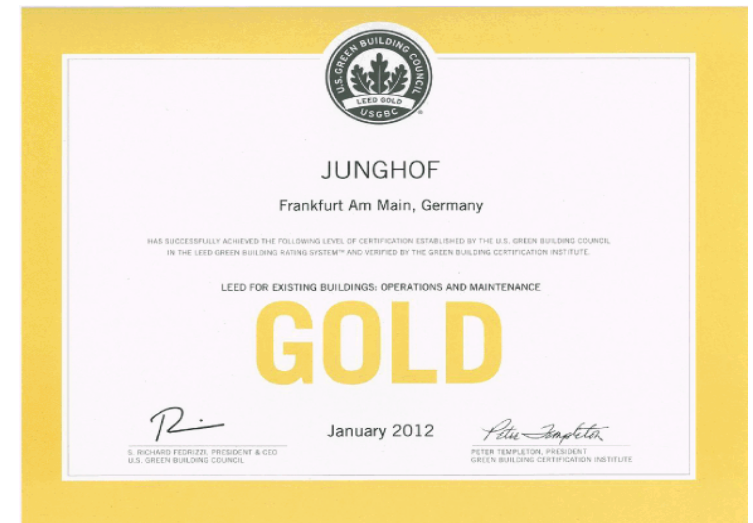 U.S. GREEN BUILDING COUNCIL
LEED GOLD
USGBC
®
JUNGHOF
Frankfurt Am Main, Germany
HAS SUCCESSFULLY ACHIEVED THE FOLLOWING LEVEL OF CERTIFICATION ESTABLISHED BY THE U.S. GREEN BUILDING COUNCIL
IN THE LEED GREEN BUILDING RATING SYSTEM™ AND VERIFIED BY THE GREEN BUILDING CERTIFICATION INSTITUTE.
LEED FOR EXISTING BUILDINGS: OPERATIONS AND MAINTENANCE
GOLD
January 2012
Peter Templeton
S. RICHARD FEDRIZZI, PRESIDENT & CEO
U.S. GREEN BUILDING COUNCIL
PETER TEMPLETON, PRESIDENT
GREEN BUILDING CERTIFICATION INSTITUTE